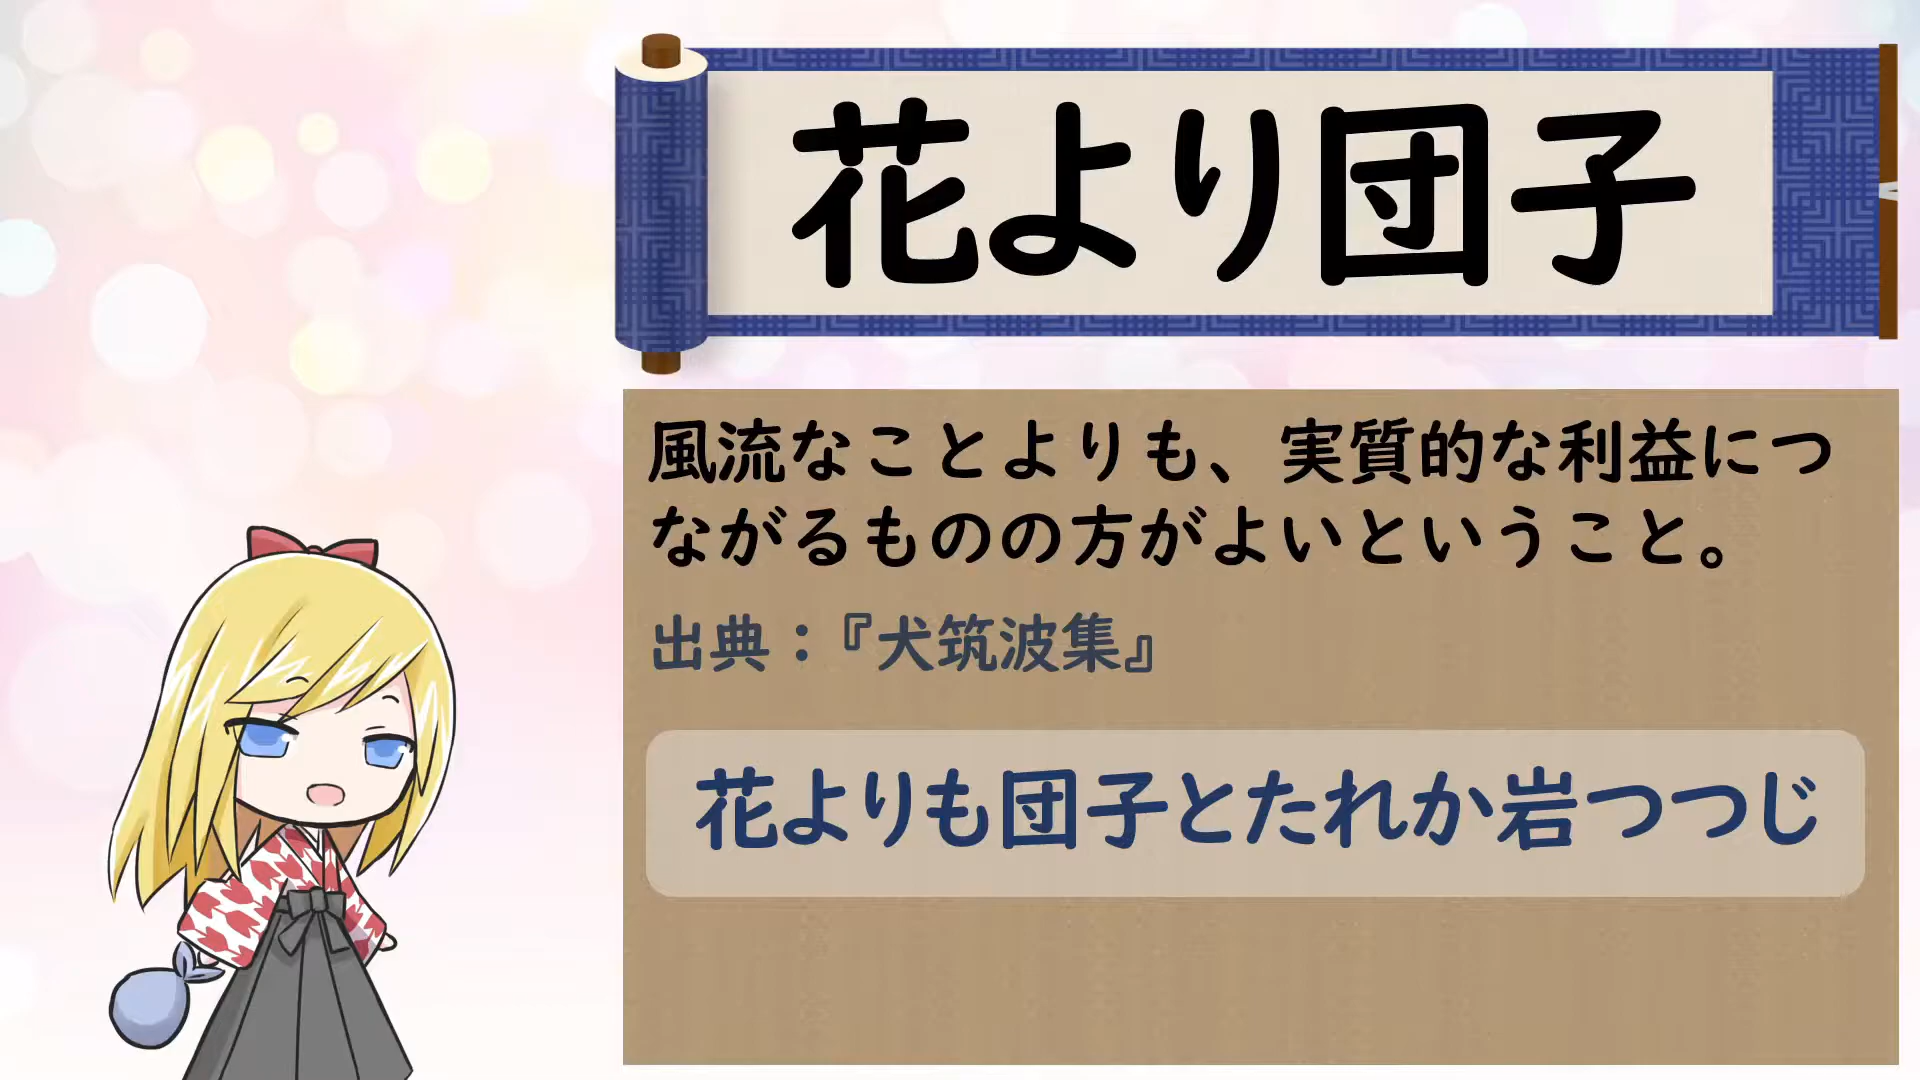 花より団子
風流なことよりも、実質的な利益につ
ながるものの方がよいということ。
出典：『犬筑波集』
花よりも団子とたれか岩つつじ